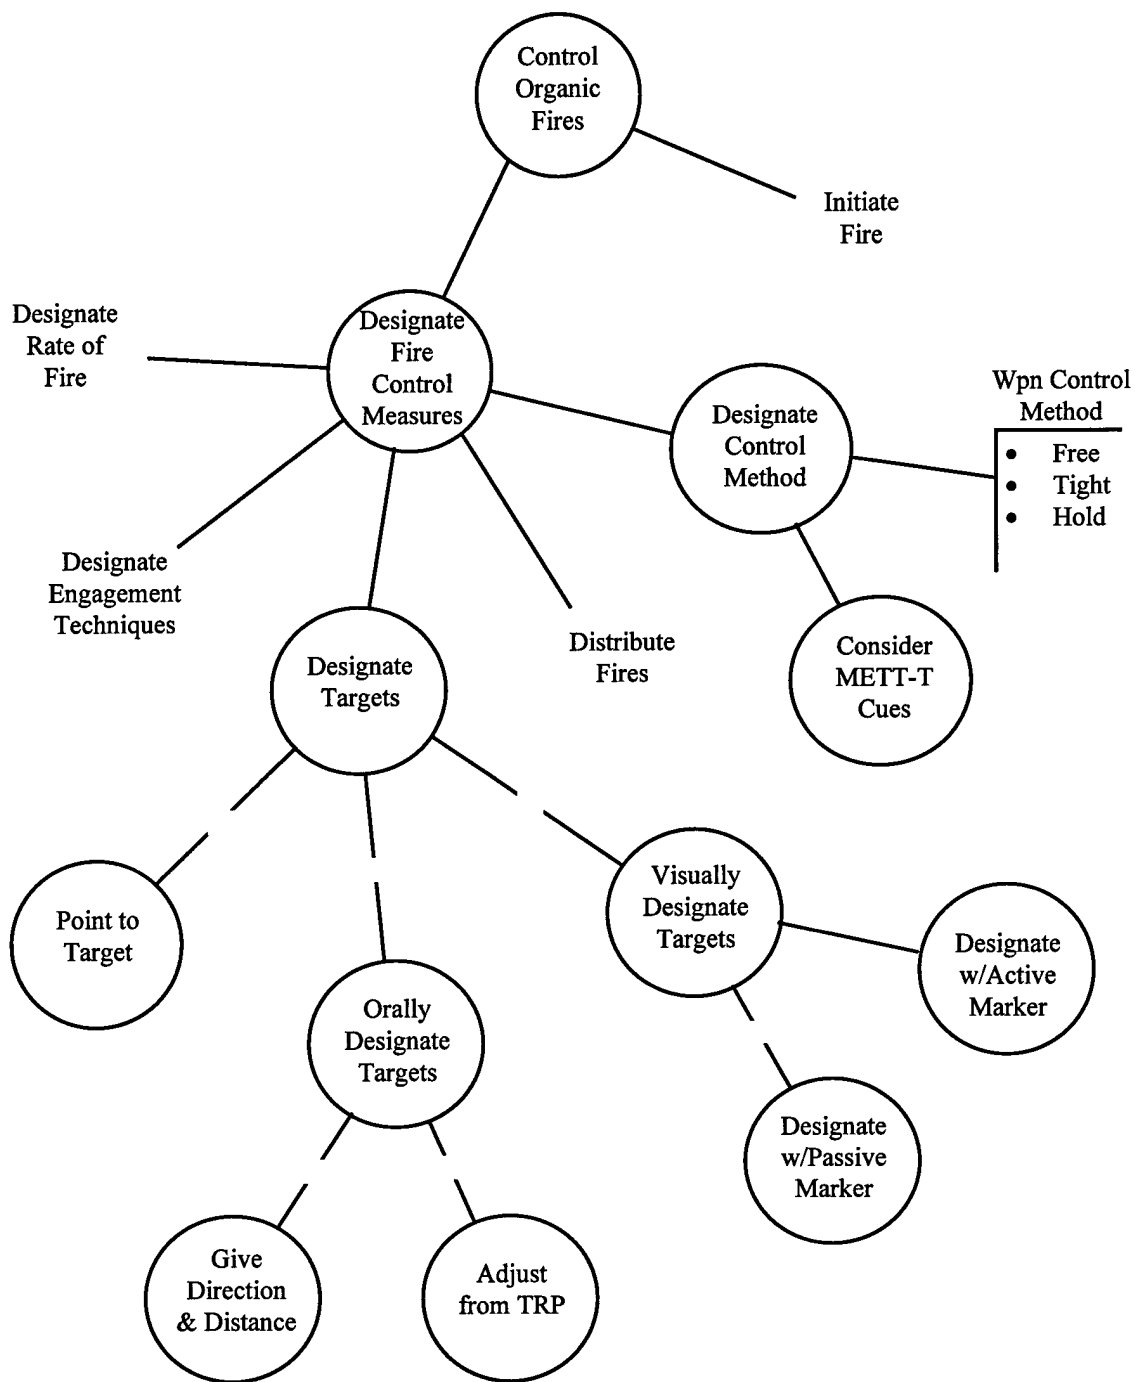 Control
Organic
Fires
Initiate
Fire
Designate
Rate of
Fire
Designate
Fire
Control
Measures
Designate
Control
Method
Wpn Control
Method
• Free
• Tight
• Hold
Designate
Engagement
Techniques
Designate
Targets
Distribute
Fires
Consider
METT-T
Cues
Point to
Target
Orally
Designate
Targets
Visually
Designate
Targets
Designate
w/Active
Marker
Designate
w/Passive
Marker
Give
Direction
& Distance
Adjust
from TRP